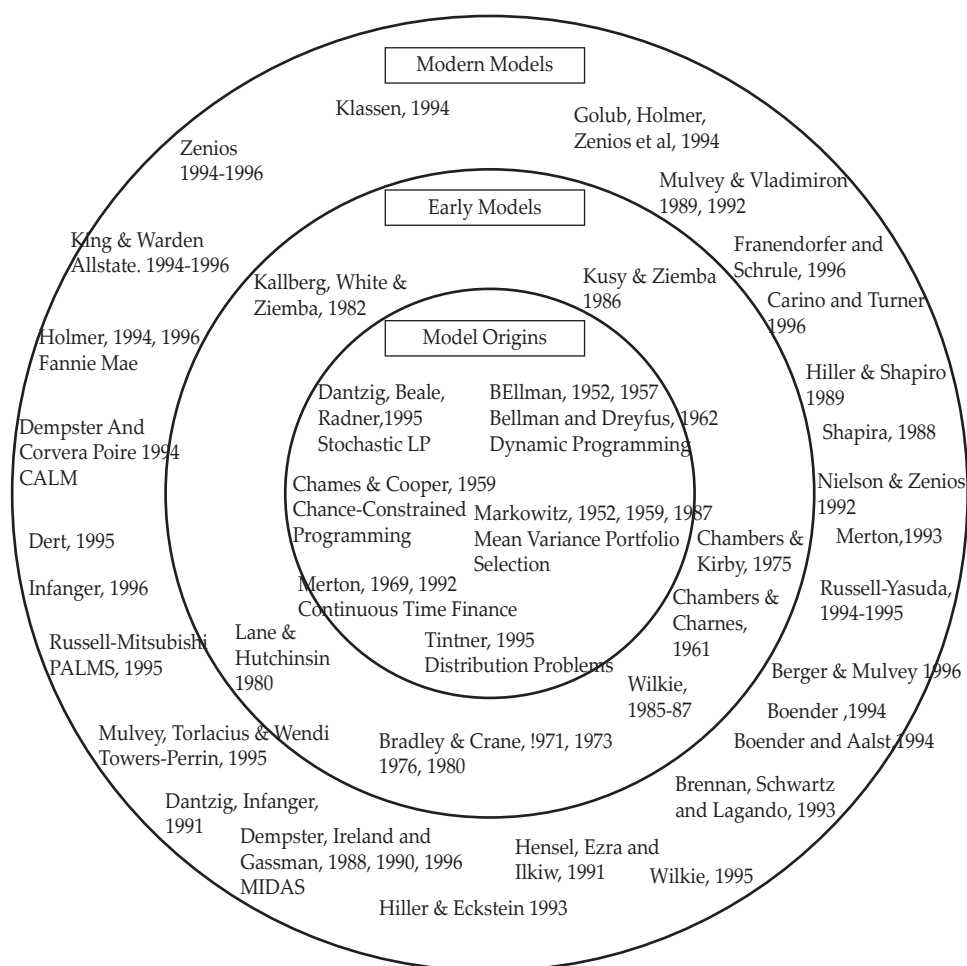 Modern Models
Klassen, 1994
Golub, Holmer,
Zenios et al, 1994
Zenios
1994-1996
Mulvey & Vladimiron
1989, 1992
King & Warden
Allstate. 1994-1996
Franendorfer and
Schrule, 1996
Carino and Turner
1996
Holmer, 1994, 1996
Fannie Mae
Hiller & Shapiro
1989
Dempster And
Corvera Poire 1994
CALM
Shapira, 1988
Nielson & Zenios
1992
Dert, 1995
Merton,1993
Infanger, 1996
Russell-Yasuda,
1994-1995
Russell-Mitsubishi
PALMS, 1995
Berger & Mulvey 1996
Boender ,1994
Boender and Aalst,1994
Mulvey, Torlacius & Wendi
Towers-Perrin, 1995
Brennan, Schwartz
and Lagando, 1993
Dantzig, Infanger,
1991
Dempster, Ireland and
Gassman, 1988, 1990, 1996
MIDAS
Hensel, Ezra and
Ilkiw, 1991
Wilkie, 1995
Hiller & Eckstein 1993
Early Models
Kallberg, White &
Ziemba, 1982
Kusy & Ziemba
1986
Chambers &
Kirby, 1975
Chambers &
Charnes,
1961
Lane &
Hutchinsin
1980
Wilkie,
1985-87
Bradley & Crane, !971, 1973
1976, 1980
Model Origins
Dantzig, Beale,
Radner,1995
Stochastic LP
BEllman, 1952, 1957
Bellman and Dreyfus, 1962
Dynamic Programming
Chames & Cooper, 1959
Chance-Constrained
Programming
Markowitz, 1952, 1959, 1987
Mean Variance Portfolio
Selection
Merton, 1969, 1992
Continuous Time Finance
Tintner, 1995
Distribution Problems